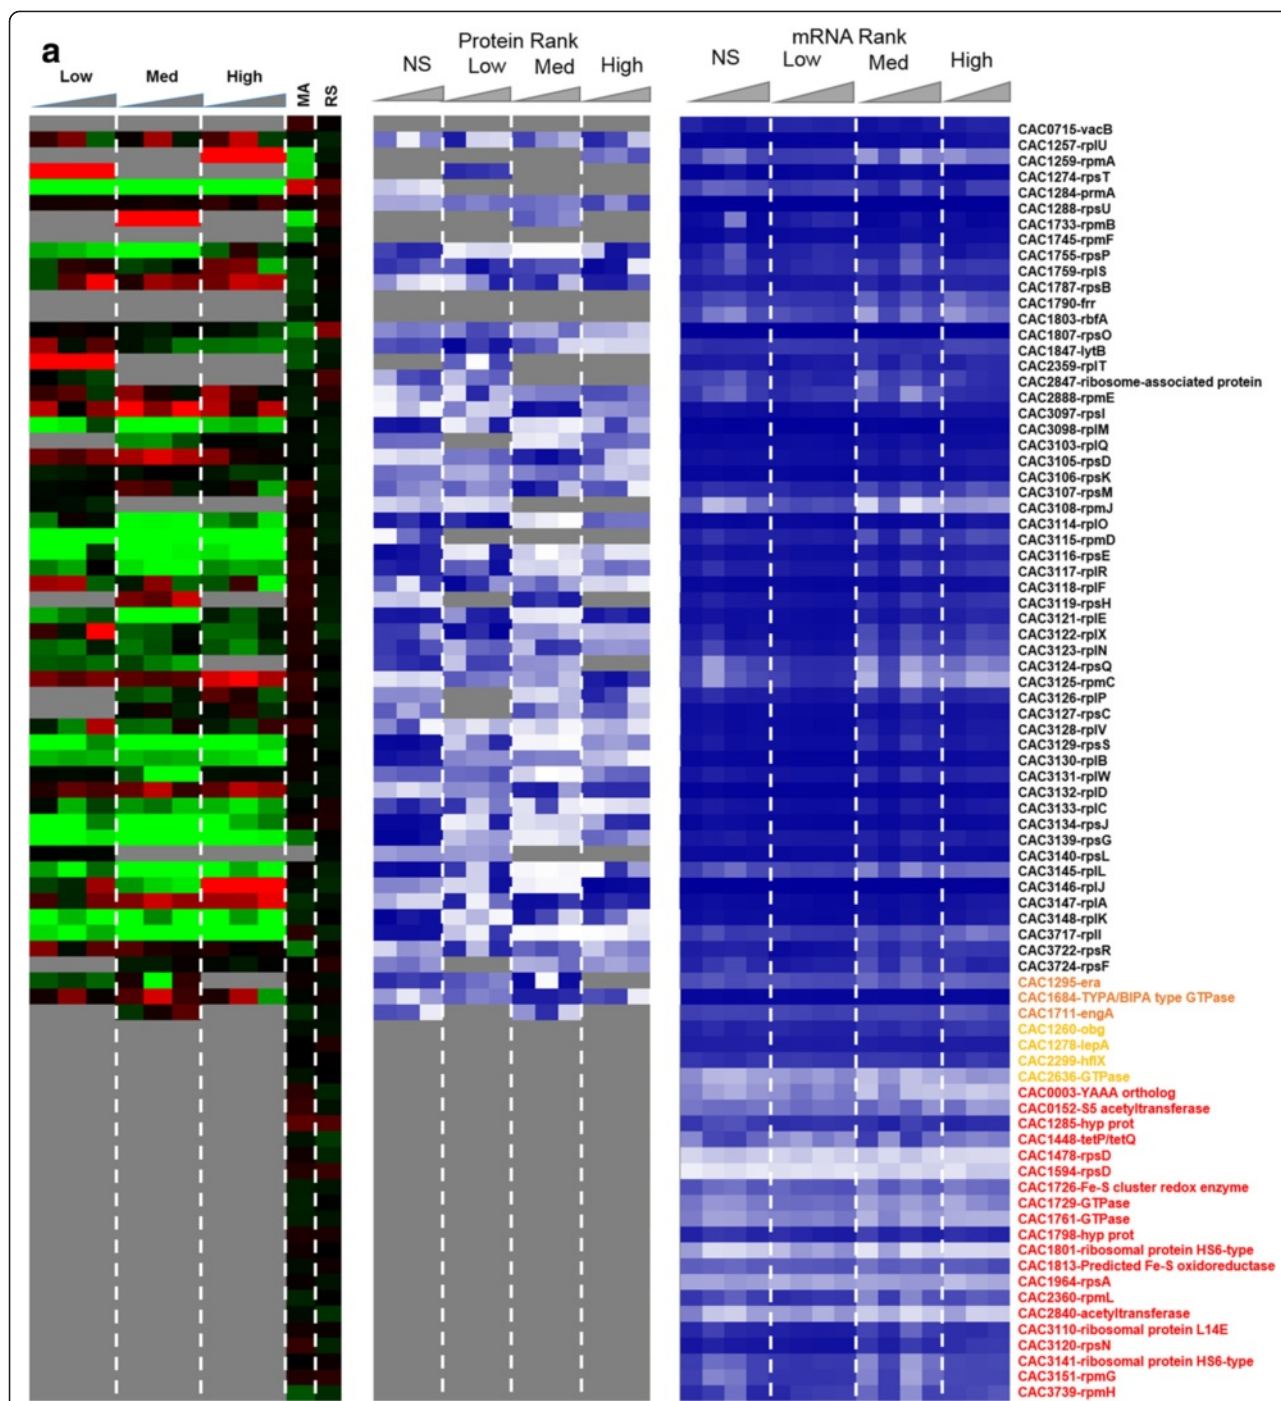 a
Low Med High MA RS
Protein Rank
NS Low Med High
mRNA Rank
NS Low Med High
CAC0715-vacB
CAC1257-rplU
CAC1259-rpmA
CAC1274-rpsT
CAC1284-prmA
CAC1288-rpsU
CAC1733-rpmB
CAC1745-rpmF
CAC1755-rpsP
CAC1759-rplS
CAC1787-rpsB
CAC1790-frr
CAC1803-rbfA
CAC1807-rpsO
CAC1847-lytB
CAC2359-rplT
CAC2847-ribosome-associated protein
CAC2888-rpmE
CAC3097-rpsI
CAC3098-rplM
CAC3103-rplQ
CAC3105-rpsD
CAC3106-rpsK
CAC3107-rpsM
CAC3108-rpmJ
CAC3114-rplO
CAC3115-rpmD
CAC3116-rpsE
CAC3117-rplR
CAC3118-rplF
CAC3119-rpsH
CAC3121-rplE
CAC3122-rplX
CAC3123-rplN
CAC3124-rpsQ
CAC3125-rpmC
CAC3126-rplP
CAC3127-rpsC
CAC3128-rplV
CAC3129-rpsS
CAC3130-rplB
CAC3131-rplW
CAC3132-rplD
CAC3133-rplC
CAC3134-rpsJ
CAC3139-rpsG
CAC3140-rpsL
CAC3145-rplL
CAC3146-rplJ
CAC3147-rplA
CAC3148-rplK
CAC3717-rplI
CAC3722-rpsR
CAC3724-rpsF
CAC1295-era
CAC1684-TYPA/BIPA type GTPase
CAC1711-engA
CAC1260-obg
CAC1278-lepA
CAC2299-hflX
CAC2636-GTPase
CAC0003-YAAA ortholog
CAC0152-S5 acetyltransferase
CAC1285-hyp prot
CAC1448-tetP/tetQ
CAC1478-rpsD
CAC1594-rpsD
CAC1726-Fe-S cluster redox enzyme
CAC1729-GTPase
CAC1761-GTPase
CAC1798-hyp prot
CAC1801-ribosomal protein HS6-type
CAC1813-Predicted Fe-S oxidoreductase
CAC1964-rpsA
CAC2360-rpmL
CAC2840-acetyltransferase
CAC3110-ribosomal protein L14E
CAC3120-rpsN
CAC3141-ribosomal protein HS6-type
CAC3151-rpmG
CAC3739-rpmH